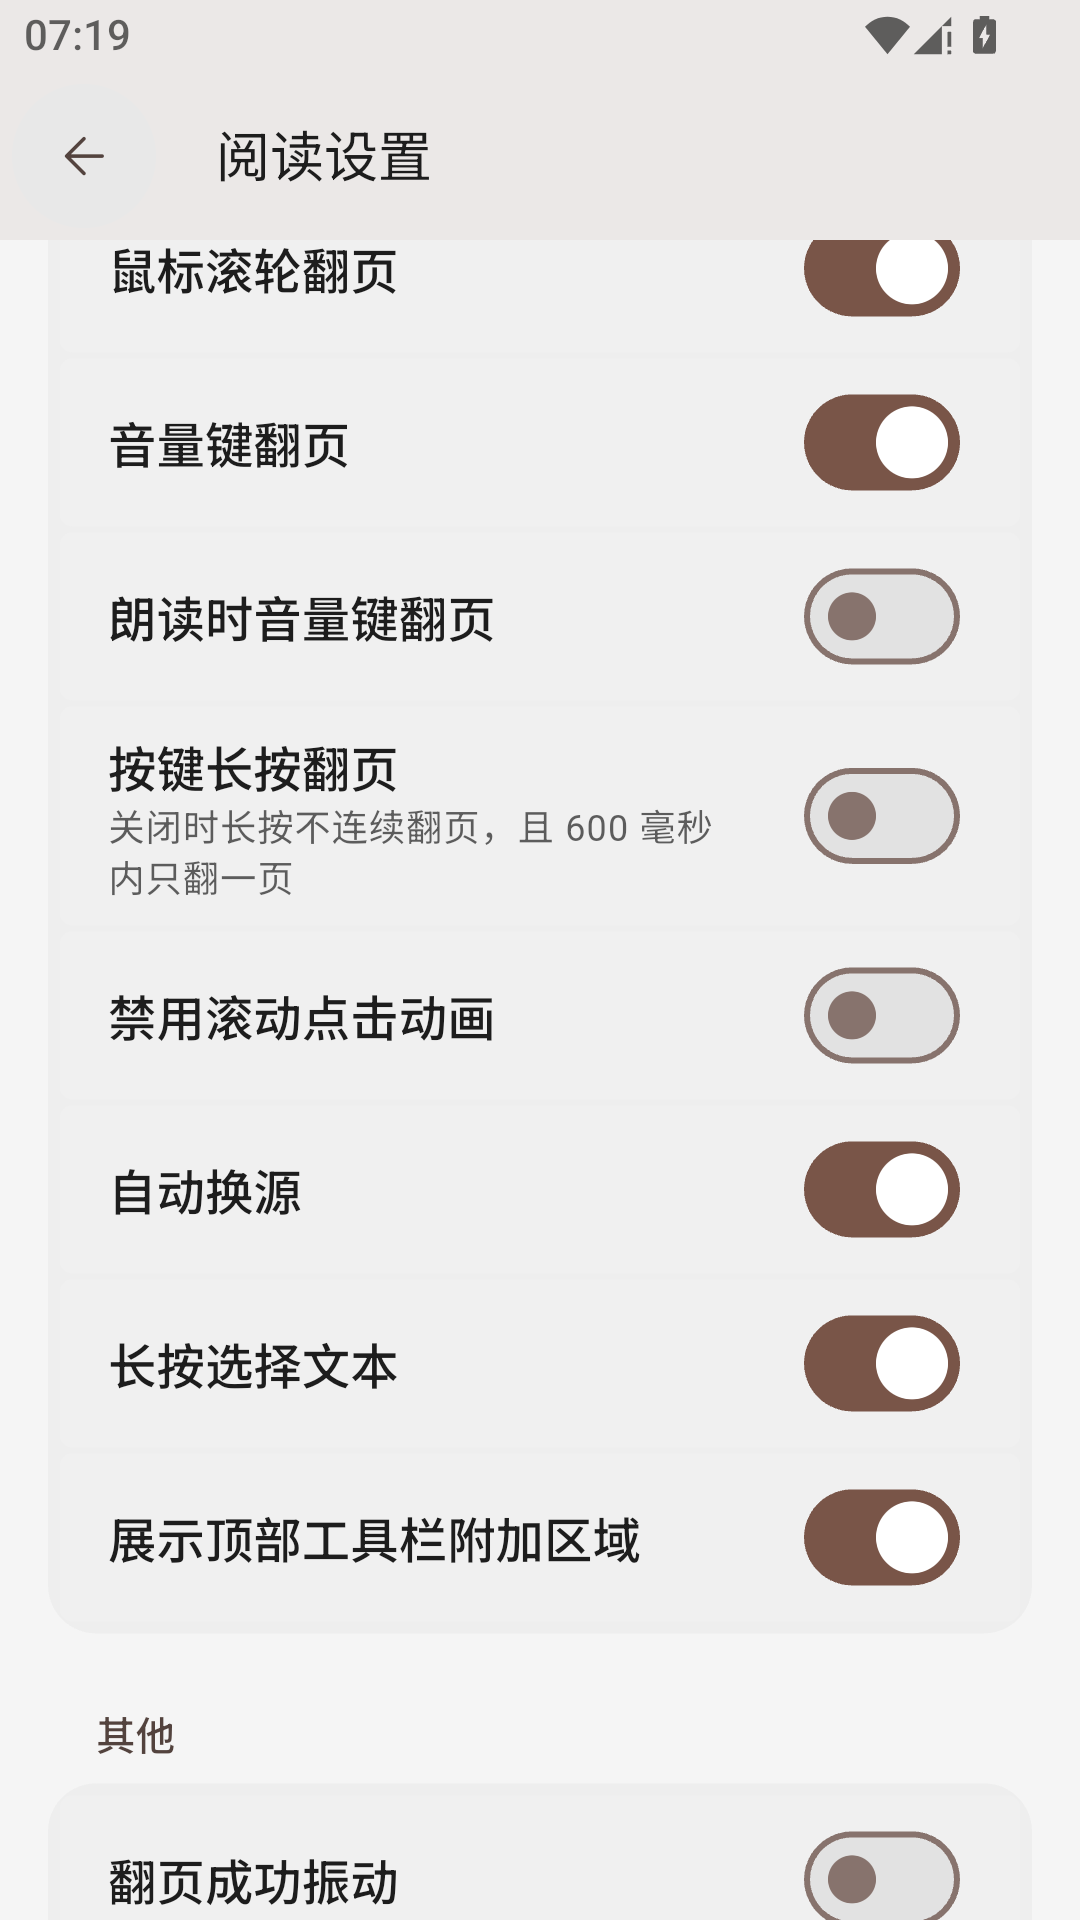 07:19
阅读设置
鼠标滚轮翻页
音量键翻页
朗读时音量键翻页
按键长按翻页
关闭时长按不连续翻页，且 600 毫秒
内只翻一页
禁用滚动点击动画
自动换源
长按选择文本
展示顶部工具栏附加区域
其他
翻页成功振动